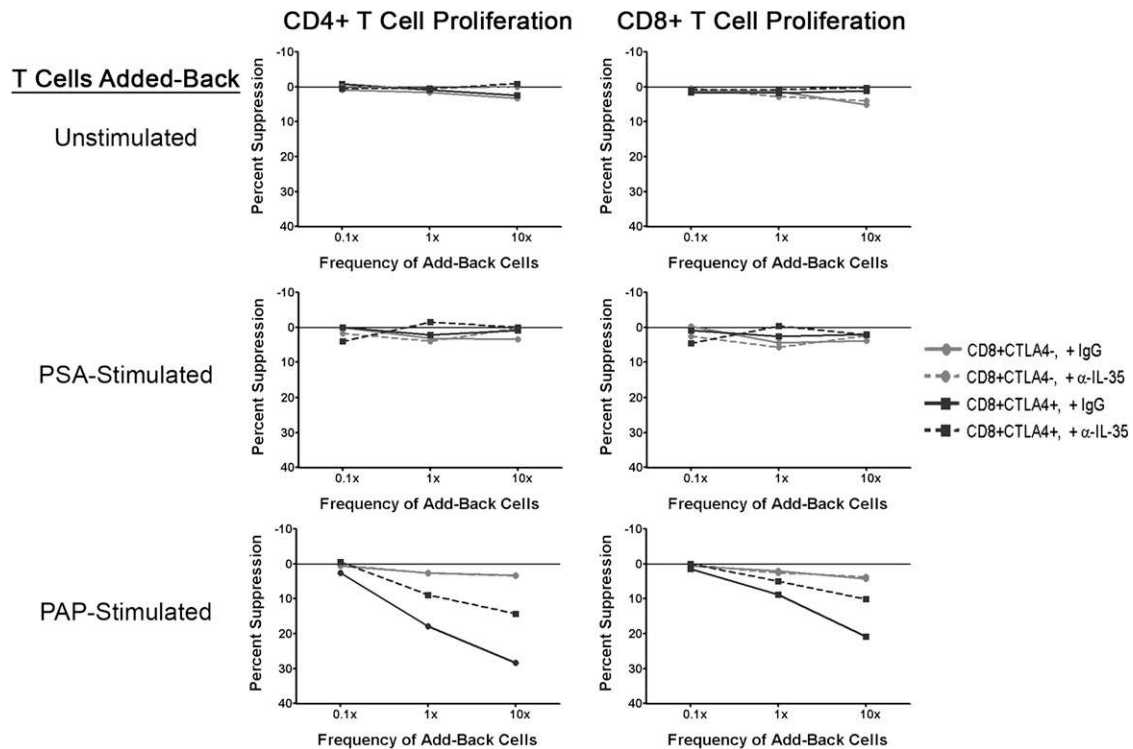 CD4+ T Cell Proliferation
CD8+ T Cell Proliferation
T Cells Added-Back
Unstimulated
Percent Suppression
-10
0
10
20
30
40
0.1x
1x
10x
Frequency of Add-Back Cells
Percent Suppression
-10
0
10
20
30
40
0.1x
1x
10x
Frequency of Add-Back Cells
PSA-Stimulated
Percent Suppression
-10
0
10
20
30
40
0.1x
1x
10x
Frequency of Add-Back Cells
Percent Suppression
-10
0
10
20
30
40
0.1x
1x
10x
Frequency of Add-Back Cells
CD8+CTLA4-, + IgG
CD8+CTLA4-, + α-IL-35
CD8+CTLA4+, + IgG
CD8+CTLA4+, + α-IL-35
PAP-Stimulated
Percent Suppression
-10
0
10
20
30
40
0.1x
1x
10x
Frequency of Add-Back Cells
Percent Suppression
-10
0
10
20
30
40
0.1x
1x
10x
Frequency of Add-Back Cells